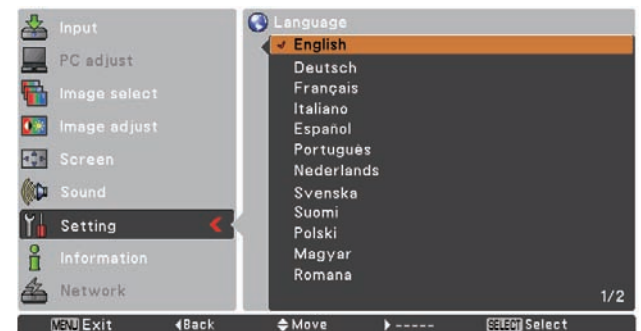 Input
PC adjust
Image select
Image adjust
Screen
Sound
Setting
Information
Network
Language
✔ English
Deutsch
Français
Italiano
Español
Português
Nederlands
Svenska
Suomi
Polski
Magyar
Romana
1/2
MENU Exit ◀Back Move ▶ ----- SELECT Select